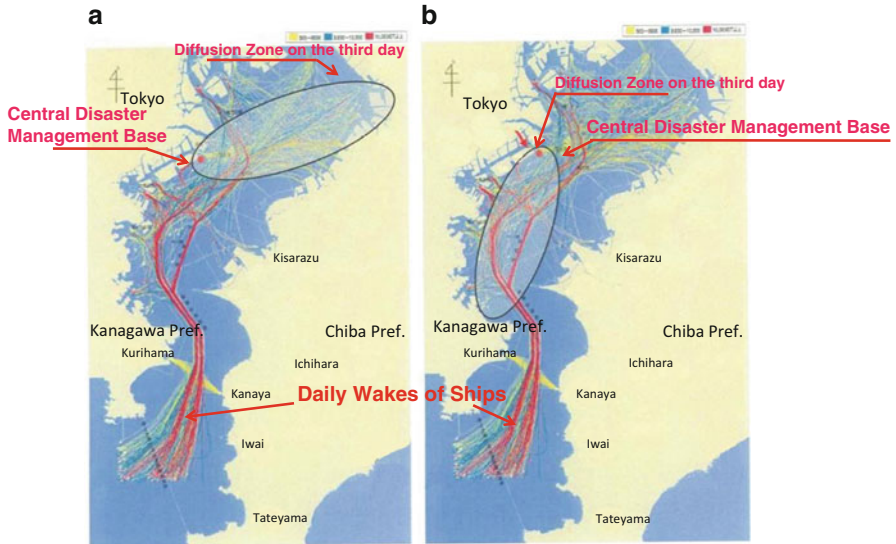 a
Diffusion Zone on the third day
Tokyo
Central Disaster
Management Base
Kisarazu
Kanagawa Pref.
Chiba Pref.
Kurihama
Ichihara
Kanaya
Daily Wakes of Ships
Iwai
Tateyama
b
Tokyo
Diffusion Zone on the third day
Central Disaster Management Base
Kisarazu
Kanagawa Pref.
Chiba Pref.
Kurihama
Ichihara
Kanaya
Iwai
Tateyama